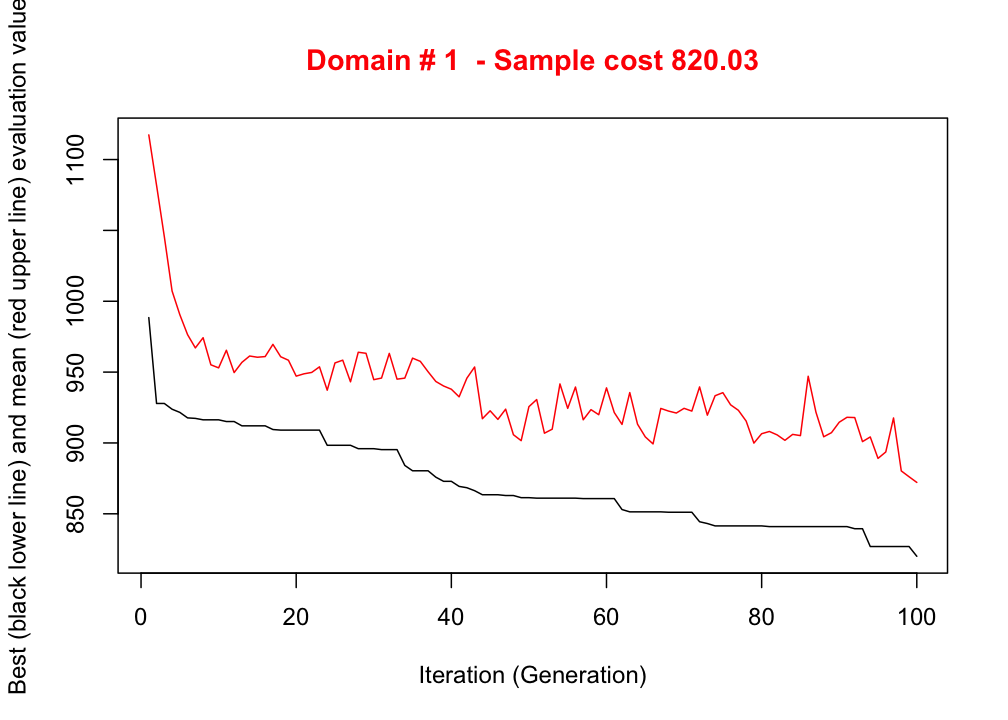 Domain # 1  - Sample cost 820.03
Best (black lower line) and mean (red upper line) evaluation value
1100
1000
950
900
850
0 20 40 60 80 100
Iteration (Generation)